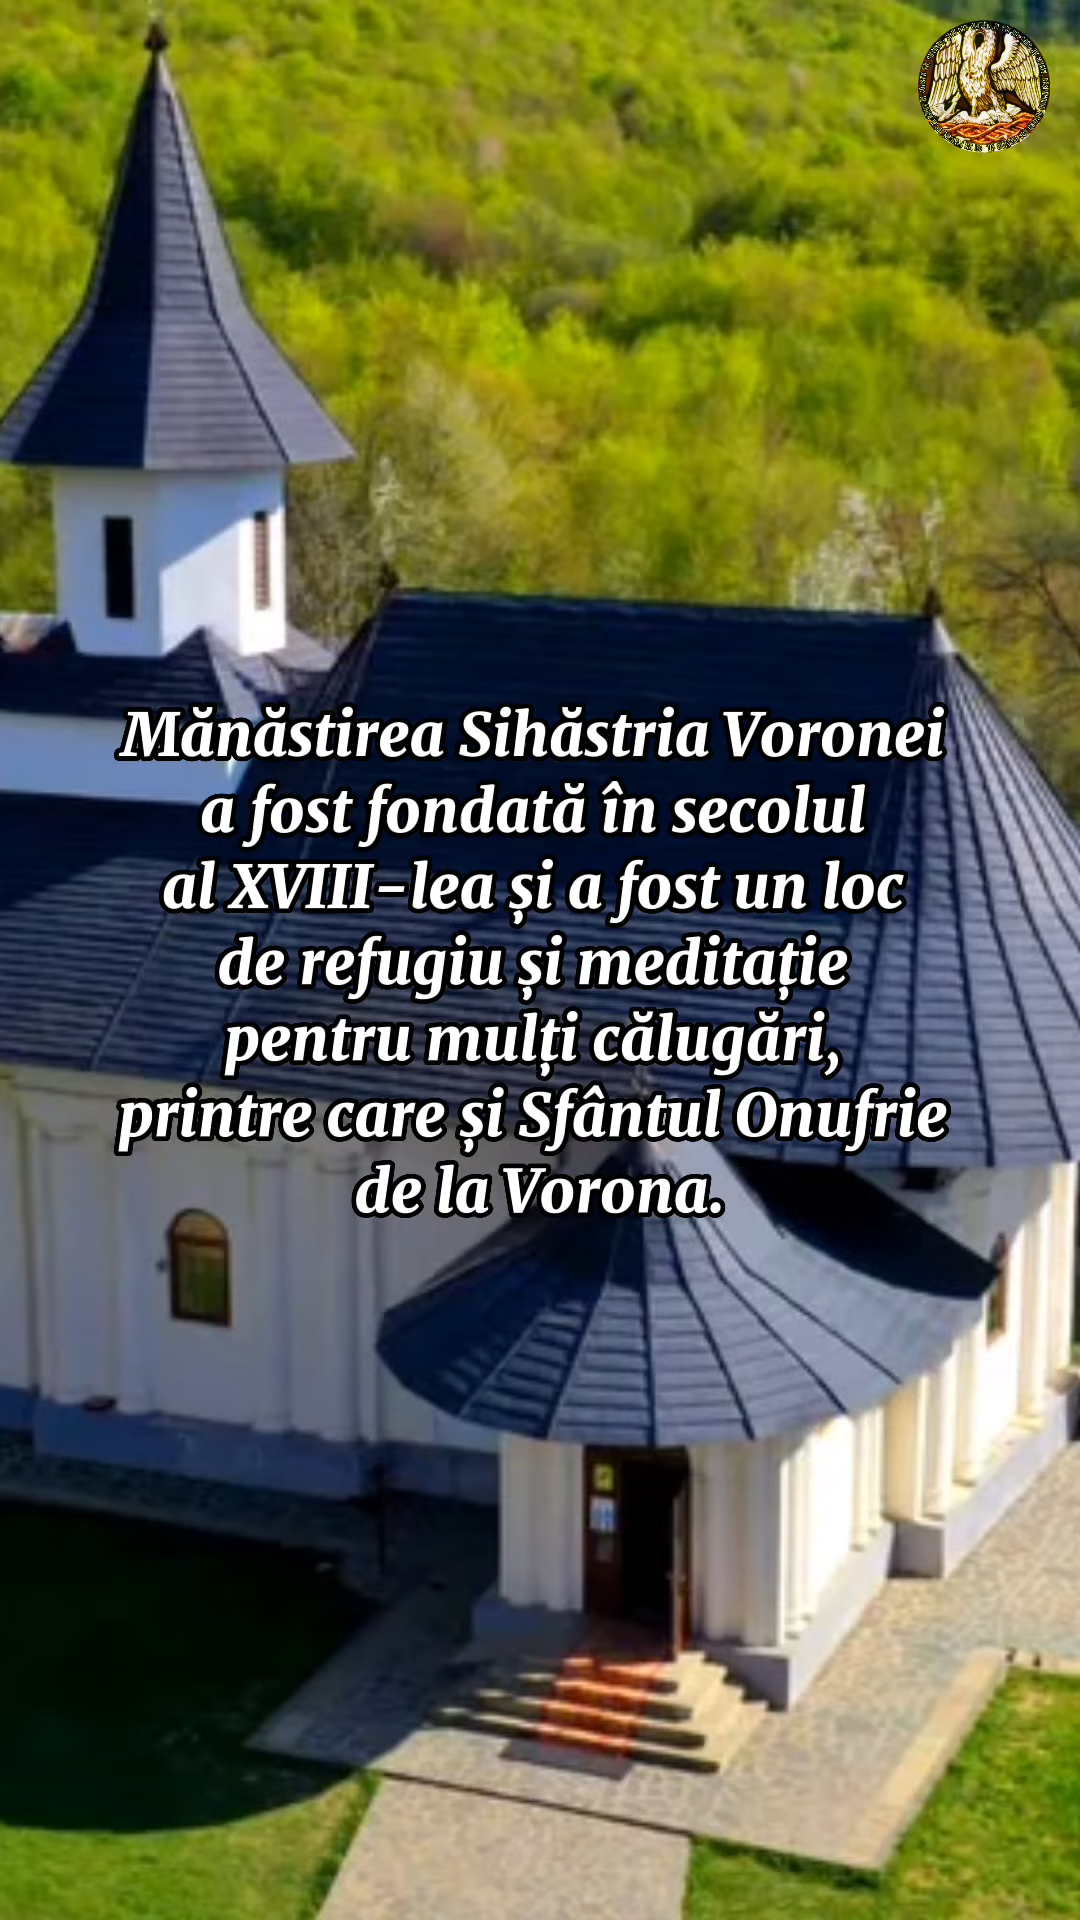 Mănăstirea Sihăstria Voronei
a fost fondată în secolul
al XVIII-lea și a fost un loc
de refugiu și meditație
pentru mulți călugări,
printre care și Sfântul Onufrie
de la Vorona.